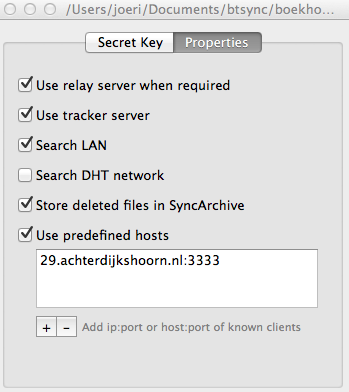 /Users/joeri/Documents/btsync/boekho...
Secret Key Properties
Use relay server when required
Use tracker server
Search LAN
Search DHT network
Store deleted files in SyncArchive
Use predefined hosts
29.achterdijkshoorn.nl:3333
+ - Add ip:port or host:port of known clients